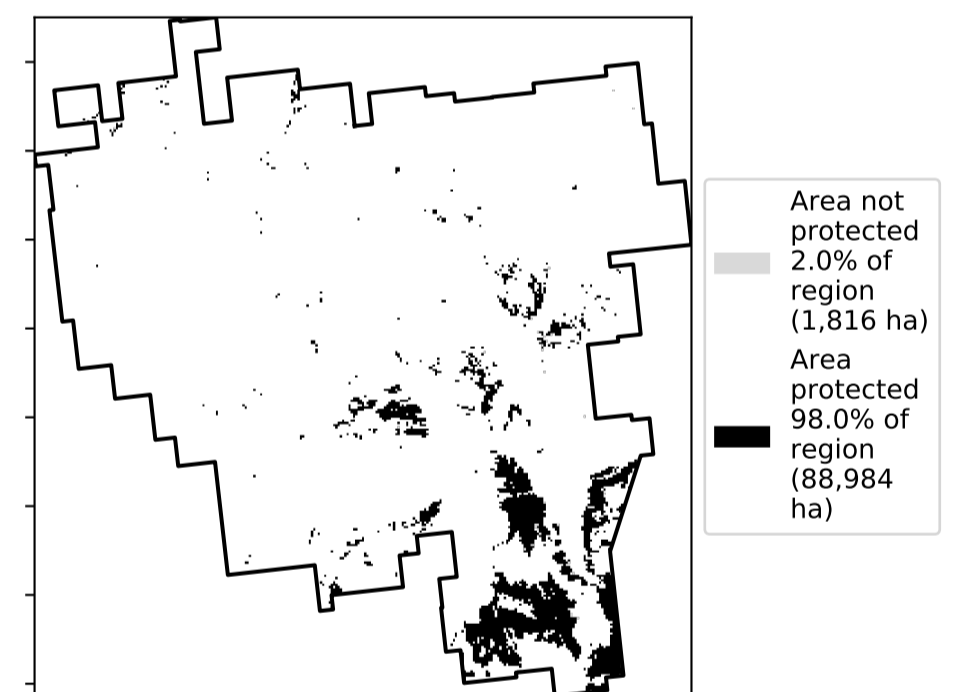 Area not
protected
2.0% of
region
(1,816 ha)
Area
protected
98.0% of
region
(88,984
ha)